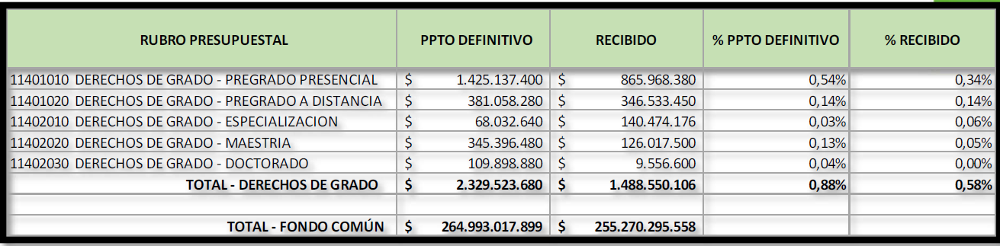 RUBRO PRESUPUESTAL PPTO DEFINITIVO RECIBIDO % PPTO DEFINITIVO % RECIBIDO
11401010 DERECHOS DE GRADO - PREGRADO PRESENCIAL $ 1.425.137.400 $ 865.968.380 0,54% 0,34%
11401020 DERECHOS DE GRADO - PREGRADO A DISTANCIA $ 381.058.280 $ 346.533.450 0,14% 0,14%
11402010 DERECHOS DE GRADO - ESPECIALIZACION $ 68.032.640 $ 140.474.176 0,03% 0,06%
11402020 DERECHOS DE GRADO - MAESTRIA $ 345.396.480 $ 126.017.500 0,13% 0,05%
11402030 DERECHOS DE GRADO - DOCTORADO $ 109.898.880 $ 9.556.600 0,04% 0,00%
TOTAL - DERECHOS DE GRADO $ 2.329.523.680 $ 1.488.550.106 0,88% 0,58%
TOTAL - FONDO COMÚN $ 264.993.017.899 $ 255.270.295.558